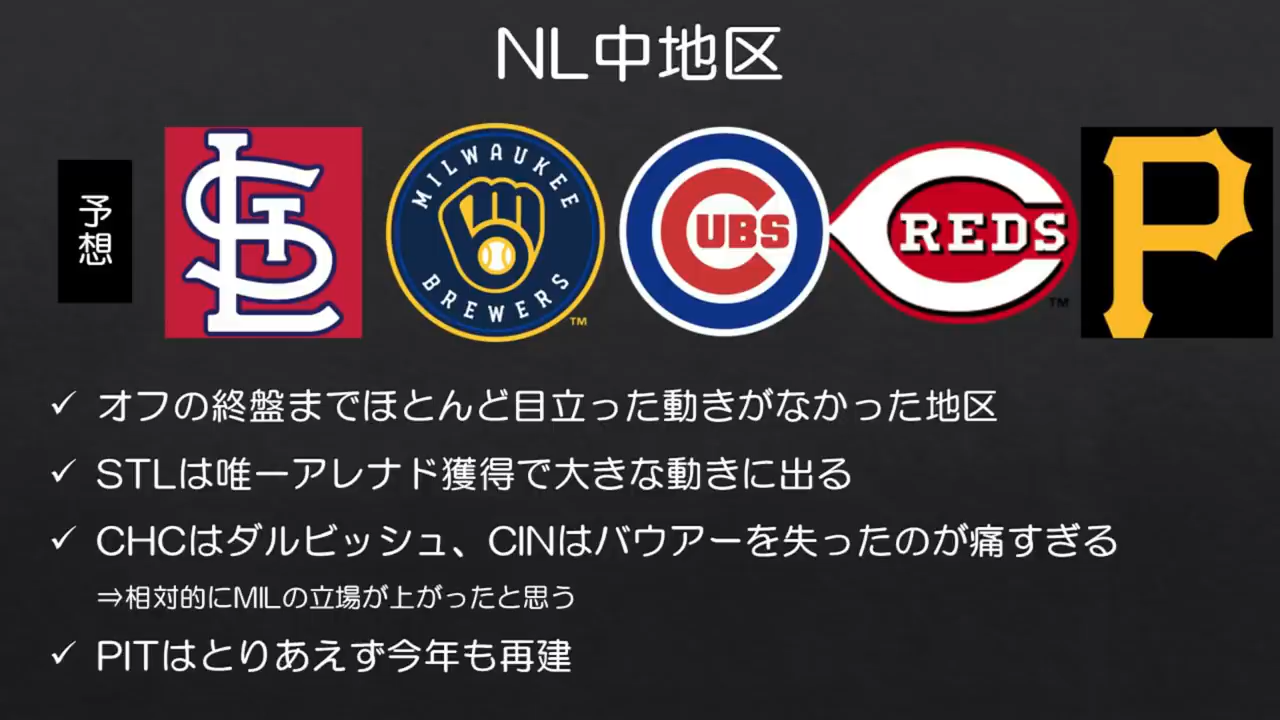 NL中地区
予想
STL
MILWAUKEE
BREWERS
TM
CUBS
REDS
TM
P
✓ オフの終盤までほとんど目立った動きがなかった地区
✓ STLは唯一アレナド獲得で大きな動きに出る
✓ CHCはダルビッシュ、CINはバウアーを失ったのが痛すぎる
⇒相対的にMILの立場が上がったと思う
✓ PITはとりあえず今年も再建